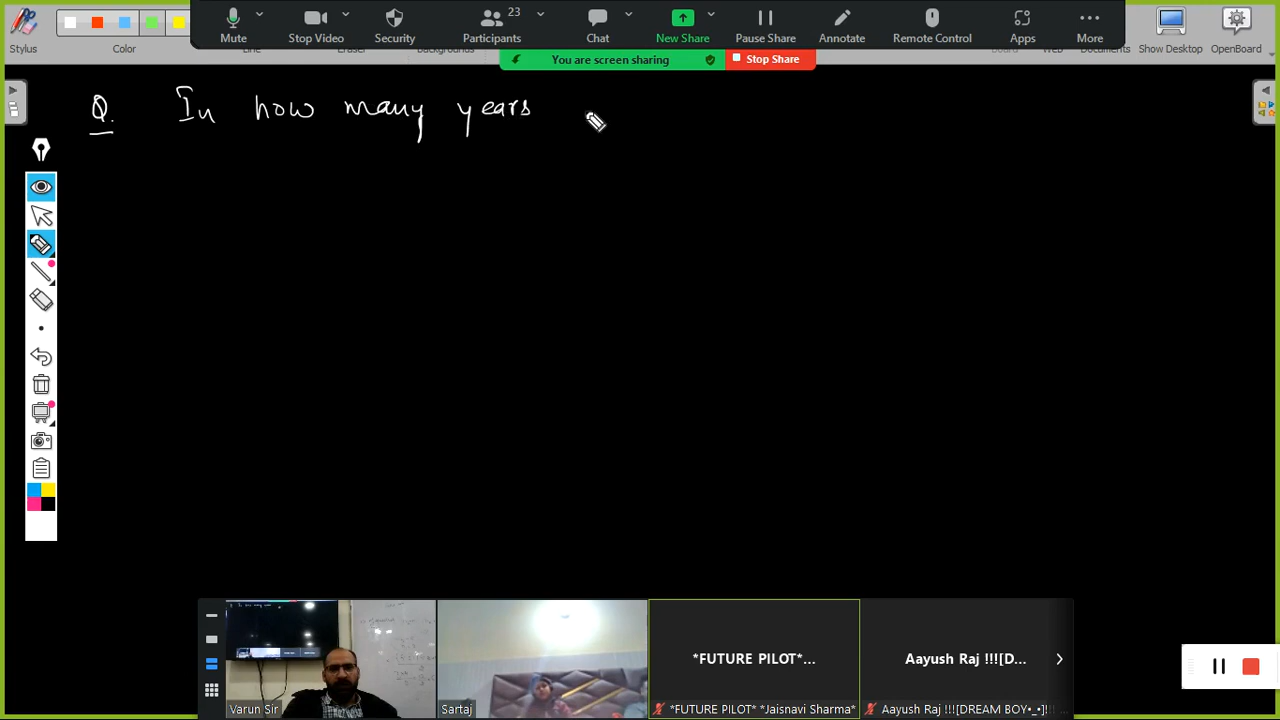 Mute
Stop Video
Security
23
Participants
Chat
New Share
Pause Share
Annotate
Remote Control
Apps
More
Stylus
Color
Show Desktop
OpenBoard
You are screen sharing
Stop Share
Q. In how many years
Varun Sir
Sartaj
*FUTURE PILOT*...
*FUTURE PILOT* *Jaisnavi Sharma*
Aayush Raj !!![D...
Aayush Raj !!![DREAM BOY•_•]!!! ...